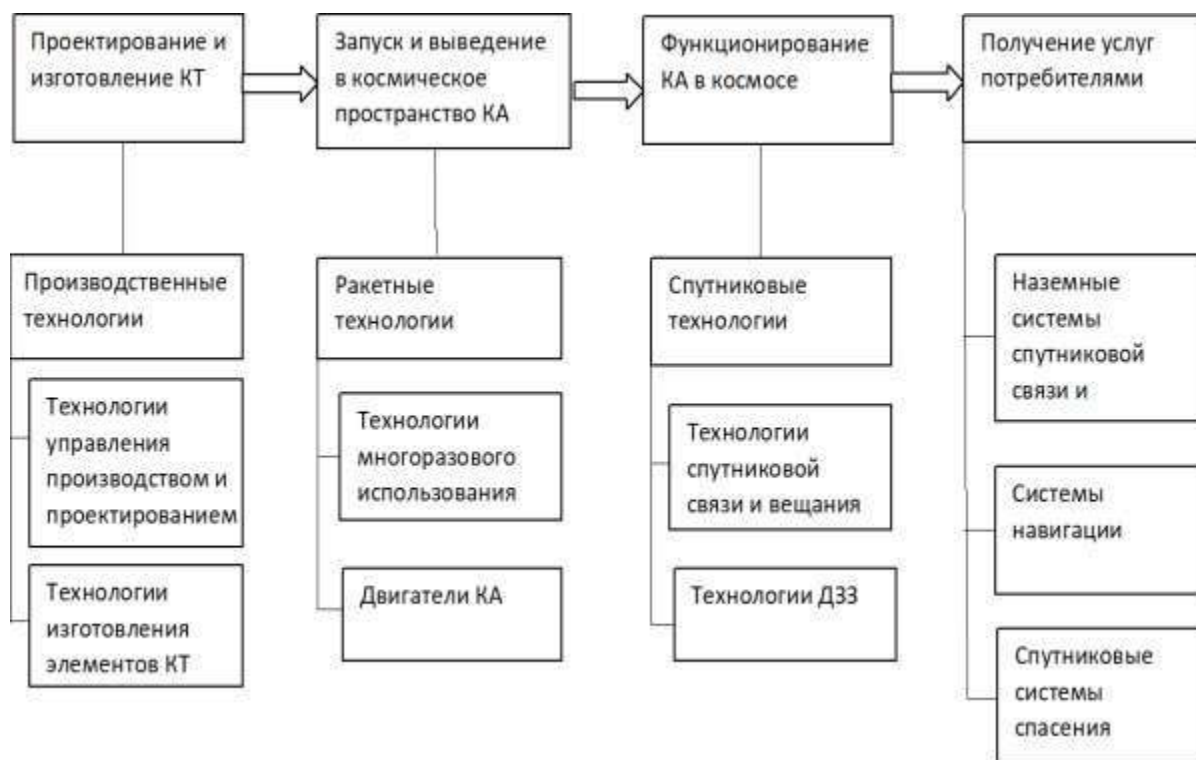 Проектирование и
изготовление КТ
Запуск и выведение
в космическое
пространство КА
Функционирование
КА в космосе
Получение услуг
потребителями
Производственные
технологии
Технологии
управления
производством и
проектированием
Технологии
изготовления
элементов КТ
Ракетные
технологии
Технологии
многоразового
использования
Двигатели КА
Спутниковые
технологии
Технологии
спутниковой
связи и вещания
Технологии ДЗЗ
Наземные
системы
спутниковой
связи и
Системы
навигации
Спутниковые
системы
спасения